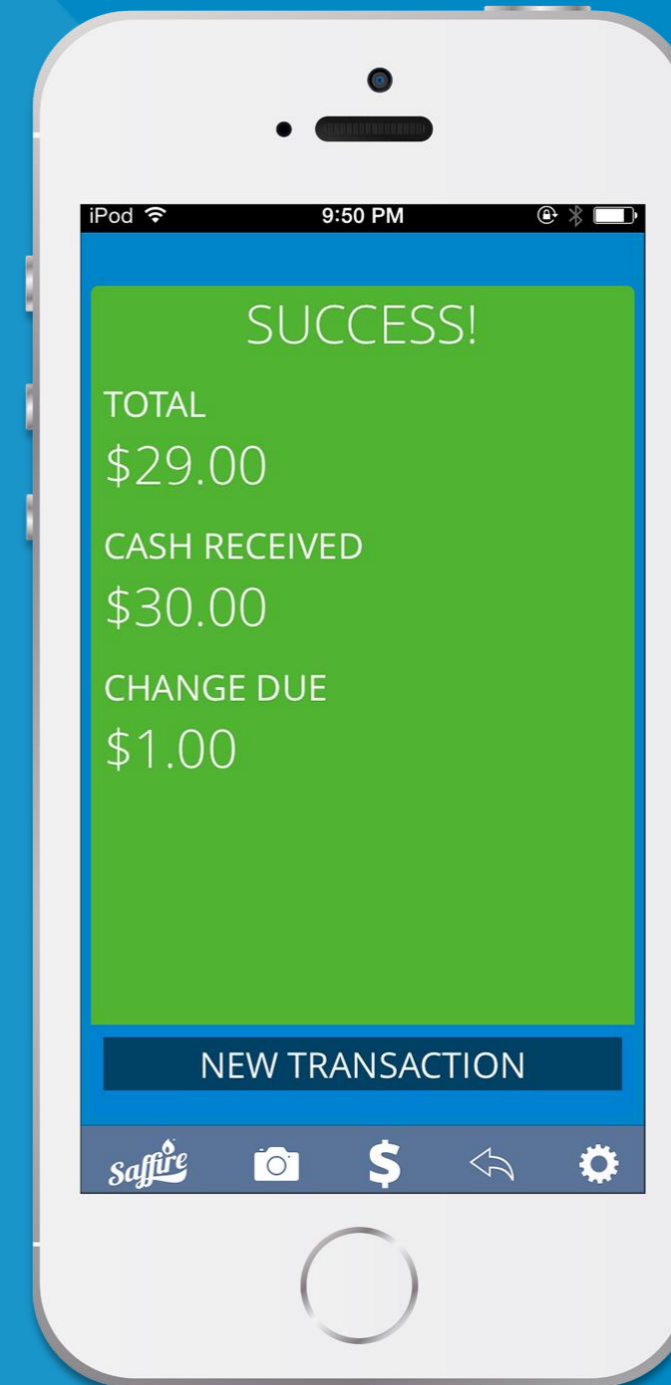 iPod 9:50 PM
SUCCESS!
TOTAL
$29.00
CASH RECEIVED
$30.00
CHANGE DUE
$1.00
NEW TRANSACTION
Saffire $